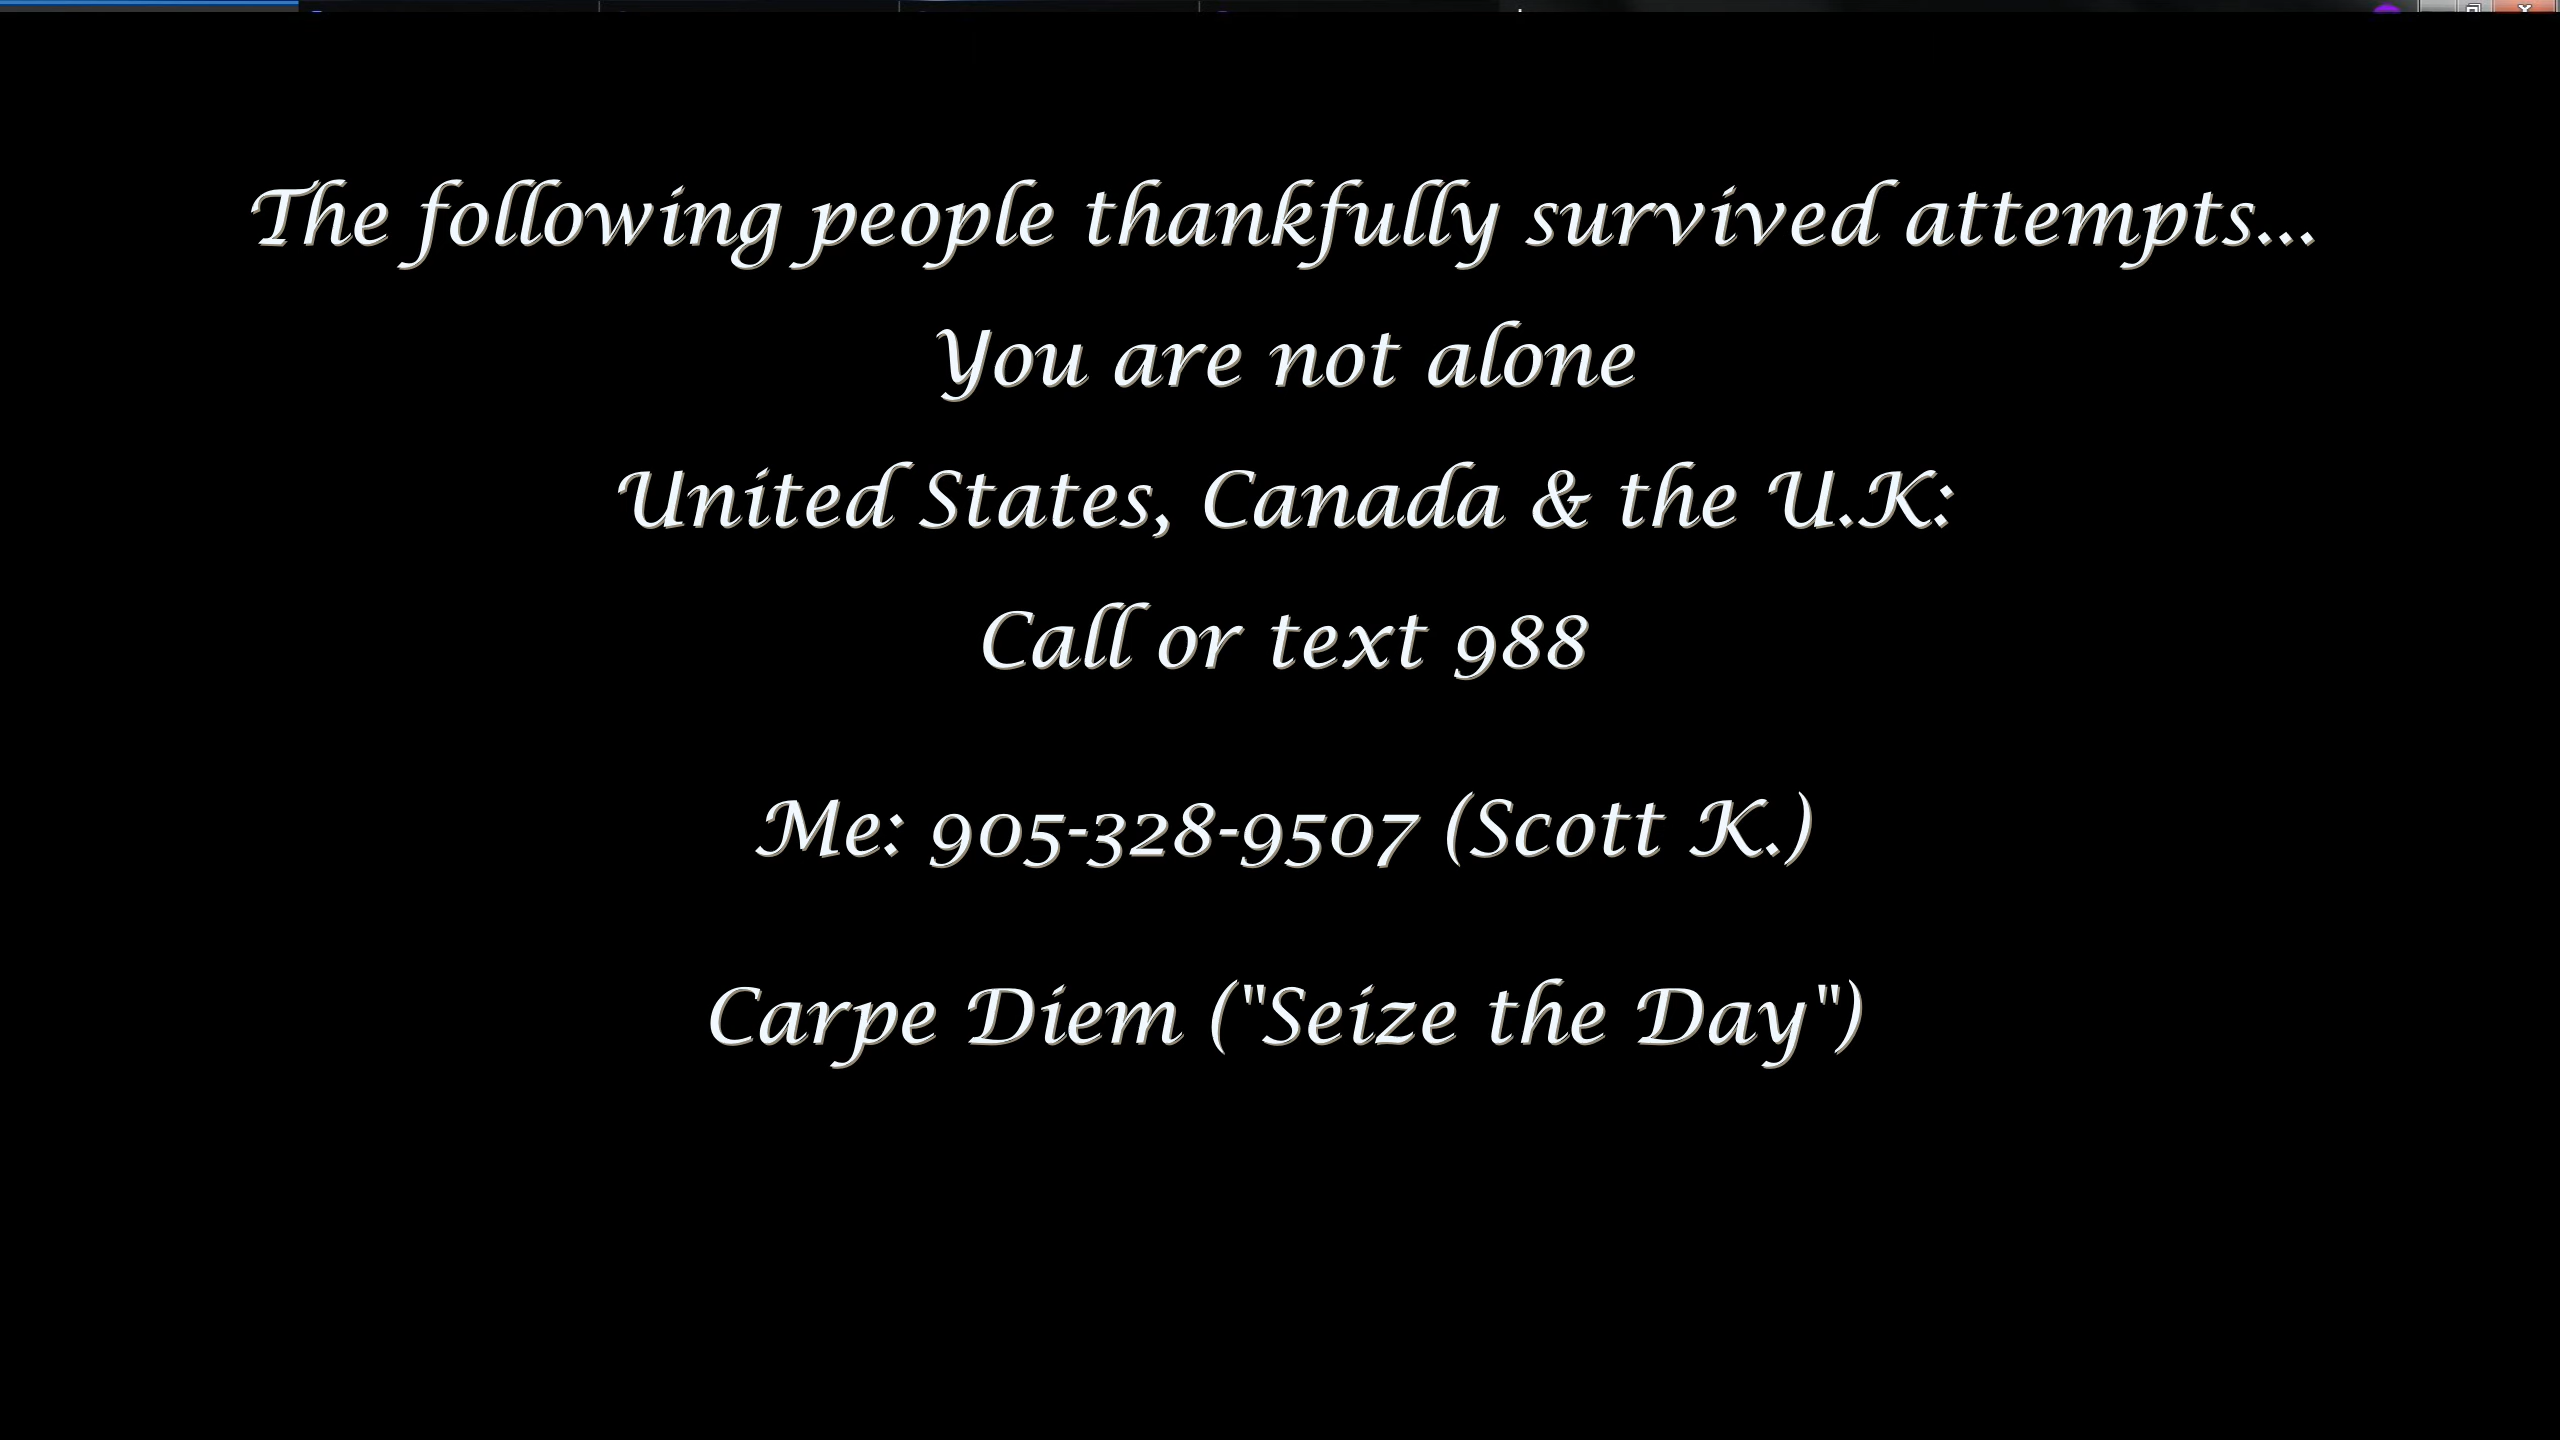 The following people thankfully survived attempts...
You are not alone
United States, Canada & the U.K:
Call or text 988
Me: 905-328-9507 (Scott K.)
Carpe Diem ("Seize the Day")